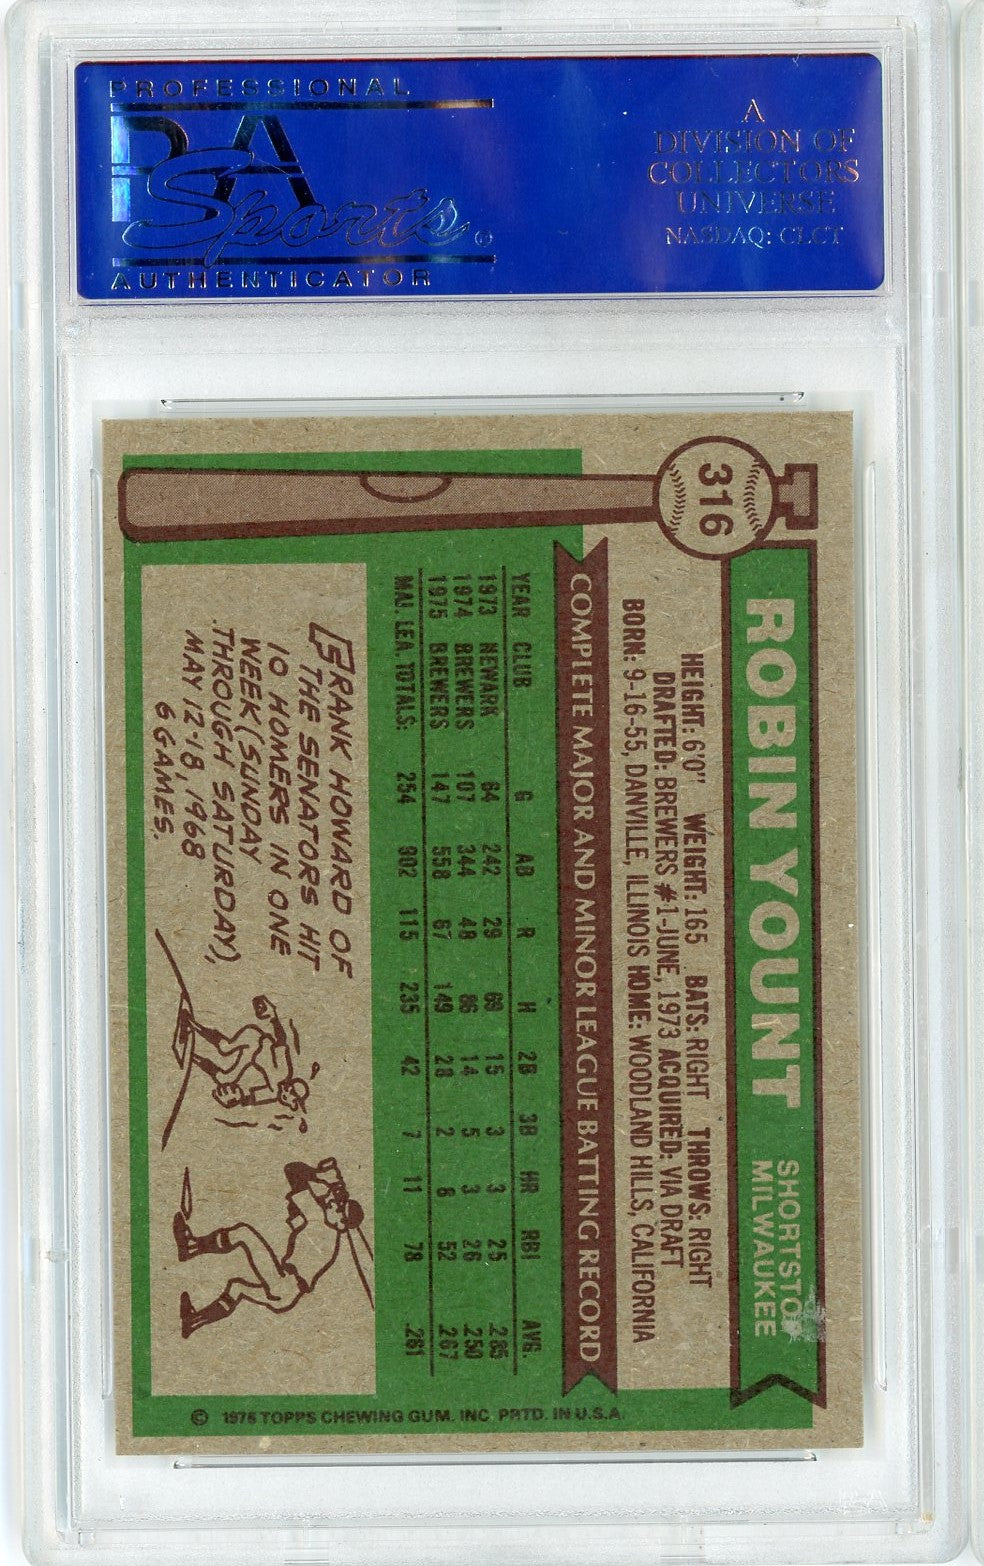 PROFESSIONAL
PSA
Sports ®
AUTHENTICATOR
A
DIVISION OF
COLLECTORS
UNIVERSE
NASDAQ: CLCT
316
ROBIN YOUNT
SHORTSTOP
MILWAUKEE
HEIGHT: 6'0" WEIGHT: 165 BATS: RIGHT THROWS: RIGHT
DRAFTED: BREWERS #1-JUNE, 1973 ACQUIRED: VIA DRAFT
BORN: 9-16-55, DANVILLE, ILLINOIS HOME: WOODLAND HILLS, CALIFORNIA
COMPLETE MAJOR AND MINOR LEAGUE BATTING RECORD
YEAR CLUB G AB R H 2B 3B HR RBI AVG.
1973 NEWARK 64 242 29 69 15 3 3 25 .285
1974 BREWERS 107 344 48 86 14 5 3 26 .250
1975 BREWERS 147 558 67 149 28 2 8 52 .267
MAJ. LEA. TOTALS: 254 902 115 235 42 7 11 78 .261
FRANK HOWARD OF
THE SENATORS HIT
10 HOMERS IN ONE
WEEK (SUNDAY
THROUGH SATURDAY),
MAY 12-18, 1968
6 GAMES.
© 1976 TOPPS CHEWING GUM, INC. PRTD. IN U.S.A.